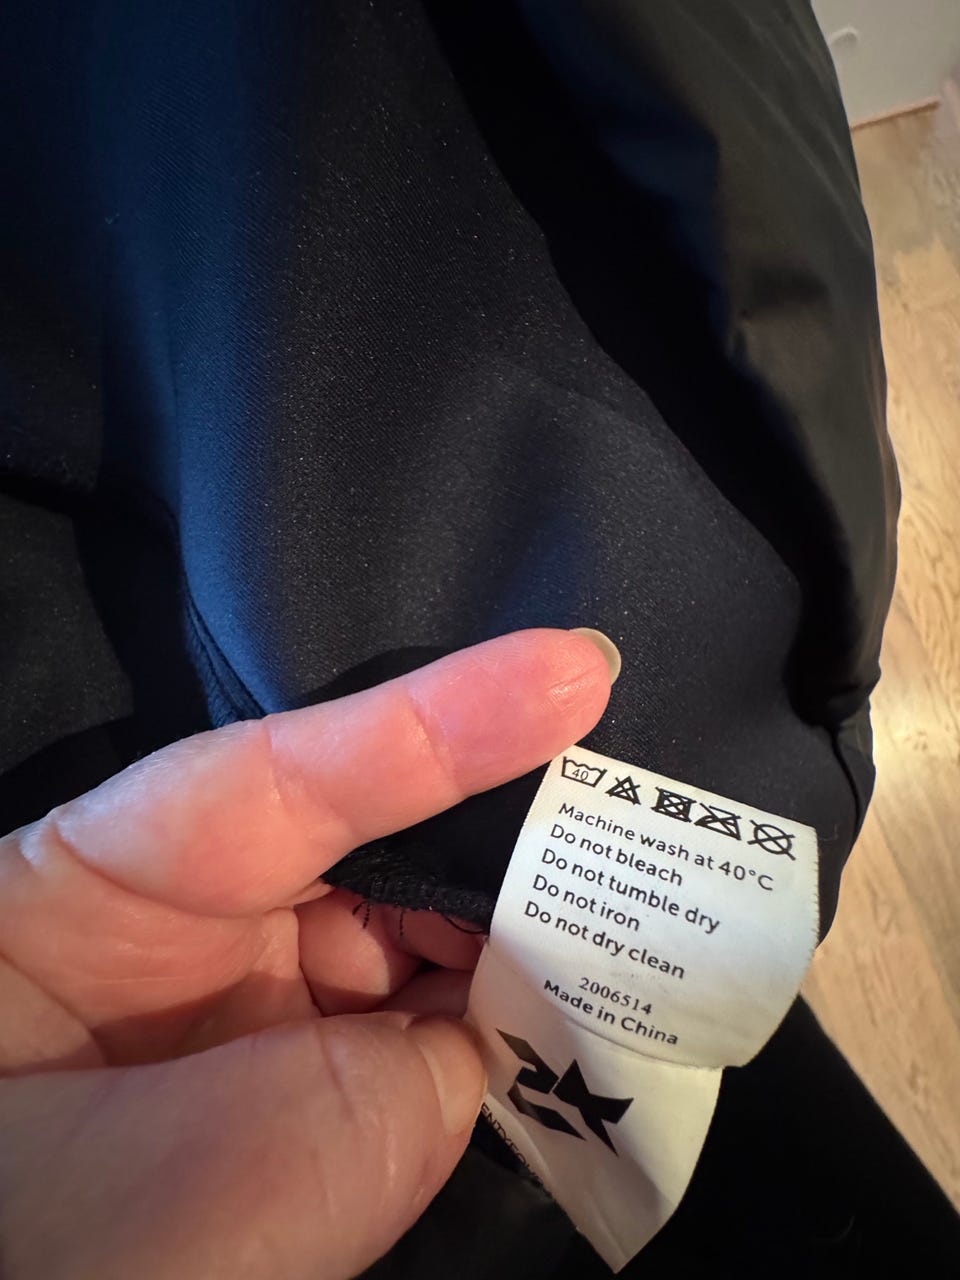 40
Machine wash at 40°C
Do not bleach
Do not tumble dry
Do not iron
Do not dry clean
2006514
Made in China